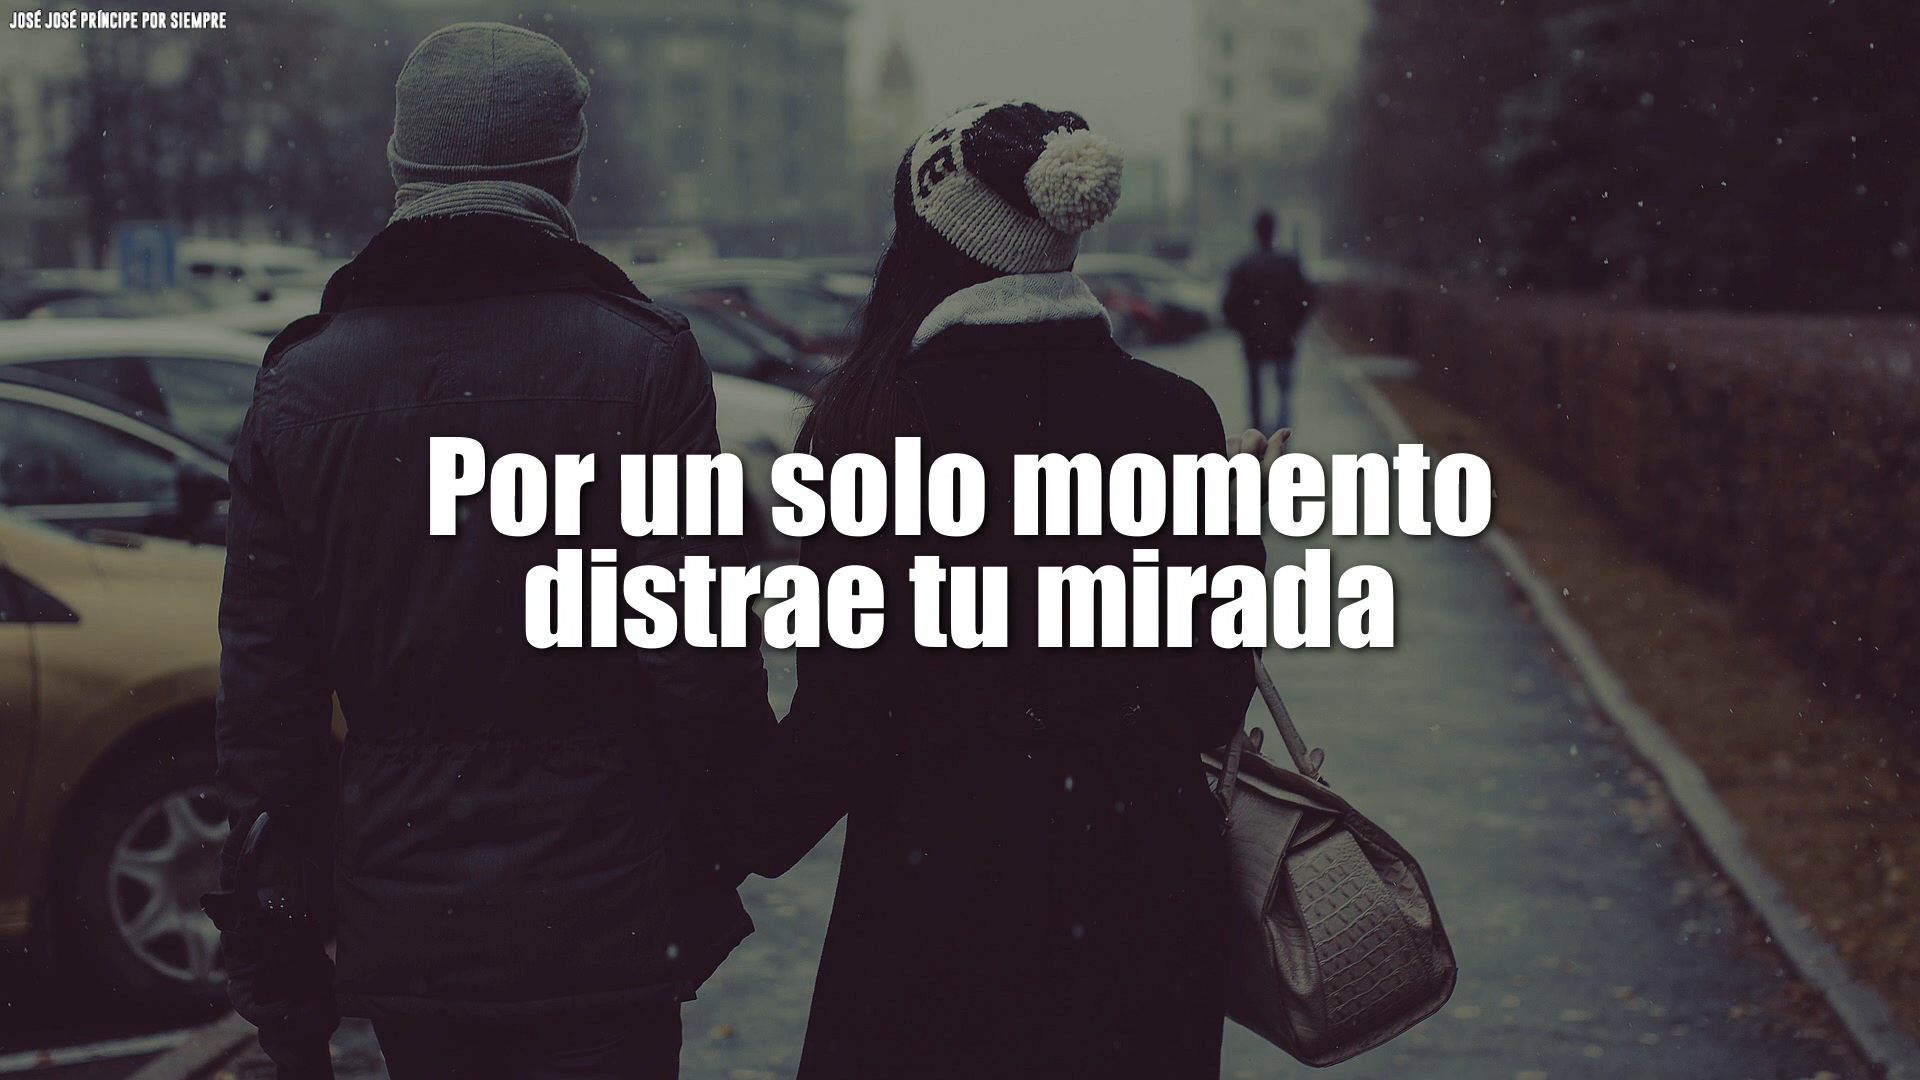 JOSÉ JOSÉ PRÍNCIPE POR SIEMPRE
Por un solo momento
distrae tu mirada